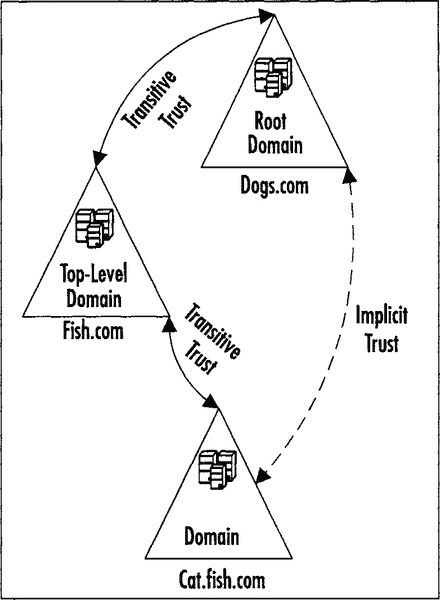 Transitive
Trust
Root
Domain
Dogs.com
Top-Level
Domain
Fish.com
Transitive
Trust
Implicit
Trust
Domain
Cat.fish.com